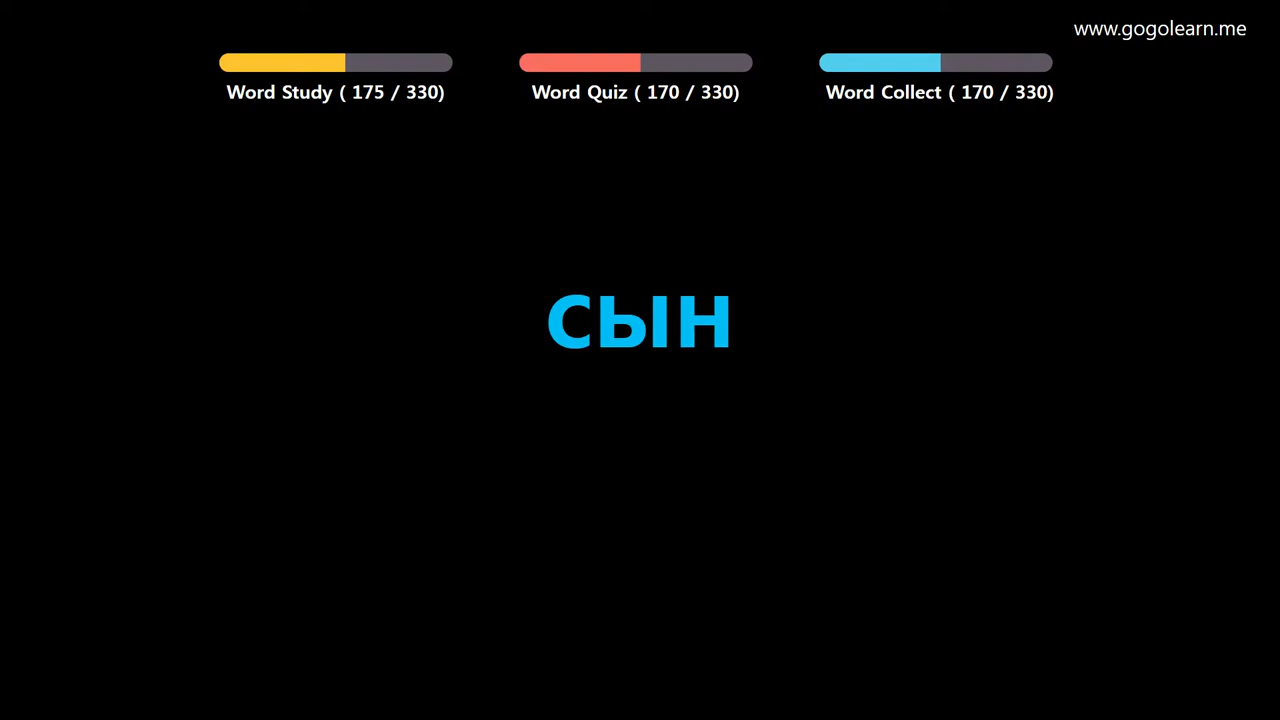 www.gogolearn.me
Word Study ( 175 / 330)
Word Quiz ( 170 / 330)
Word Collect ( 170 / 330)
сын